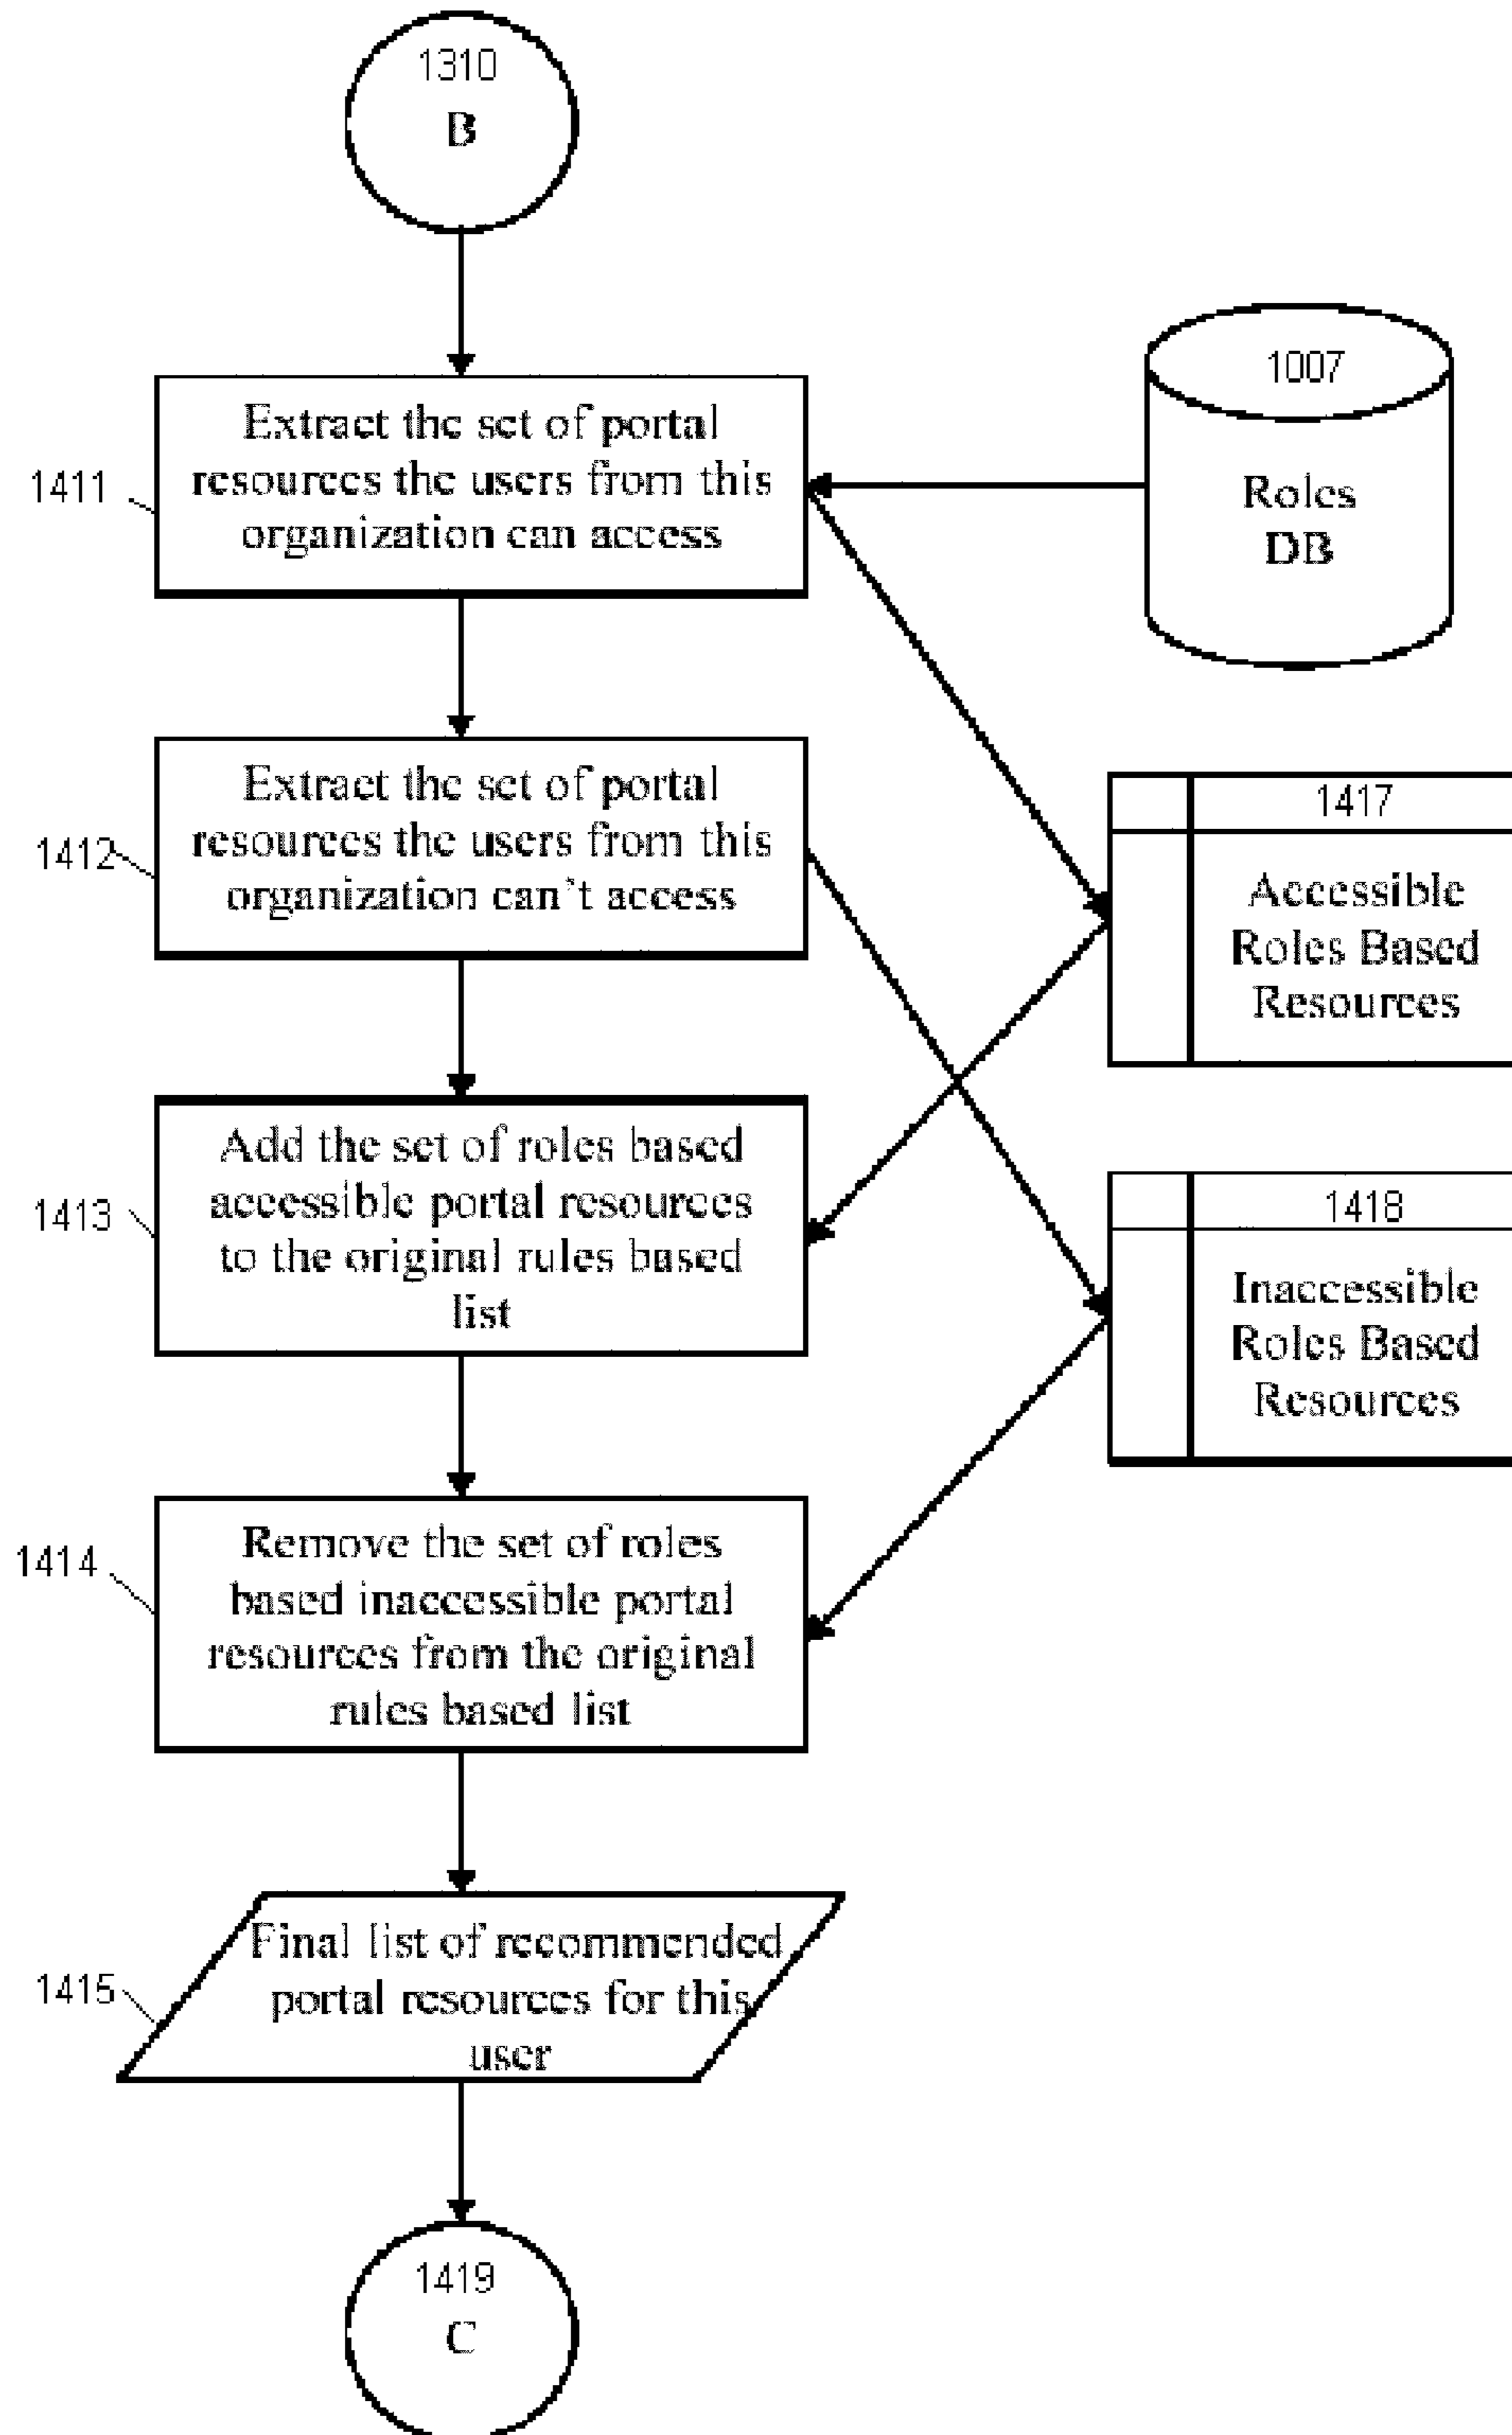 1310
B
1411
Extract the set of portal
resources the users from this
organization can access
1007
Roles
DB
1412
Extract the set of portal
resources the users from this
organization can't access
1417
Accessible
Roles Based
Resources
1413
Add the set of roles based
accessible portal resources
to the original rules based
list
1418
Inaccessible
Roles Based
Resources
1414
Remove the set of roles
based inaccessible portal
resources from the original
rules based list
1415
Final list of recommended
portal resources for this
user
1419
C